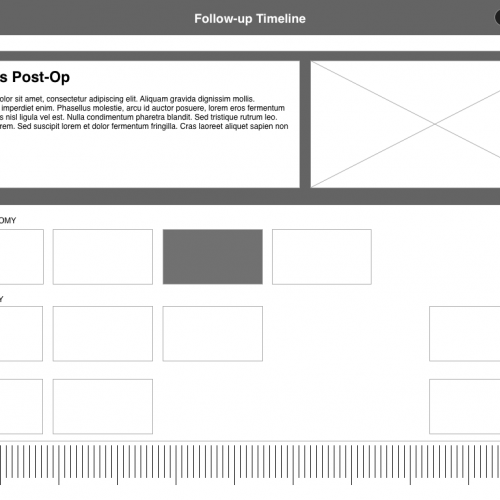 Follow-up Timeline
s Post-Op
olor sit amet, consectetur adipiscing elit. Aliquam gravida dignissim mollis.
imperdiet enim. Phasellus molestie, arcu id auctor posuere, lorem eros fermentum
s nisl ligula vel est. Nulla condimentum pharetra blandit. Sed tristique rutrum leo.
rem. Sed suscipit lorem et dolor fermentum fringilla. Cras laoreet aliquet sapien non
OMY
Y